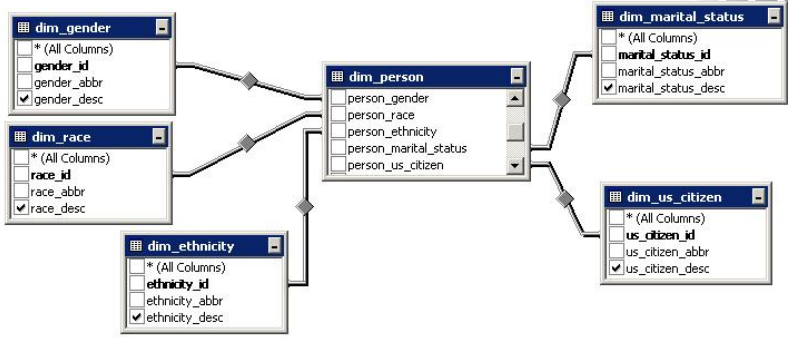 dim_gender
* (All Columns)
gender_id
gender_abbr
gender_desc
dim_race
* (All Columns)
race_id
race_abbr
race_desc
dim_ethnicity
* (All Columns)
ethnicity_id
ethnicity_abbr
ethnicity_desc
dim_person
person_gender
person_race
person_ethnicity
person_marital_status
person_us_citizen
dim_marital_status
* (All Columns)
marital_status_id
marital_status_abbr
marital_status_desc
dim_us_citizen
* (All Columns)
us_citizen_id
us_citizen_abbr
us_citizen_desc